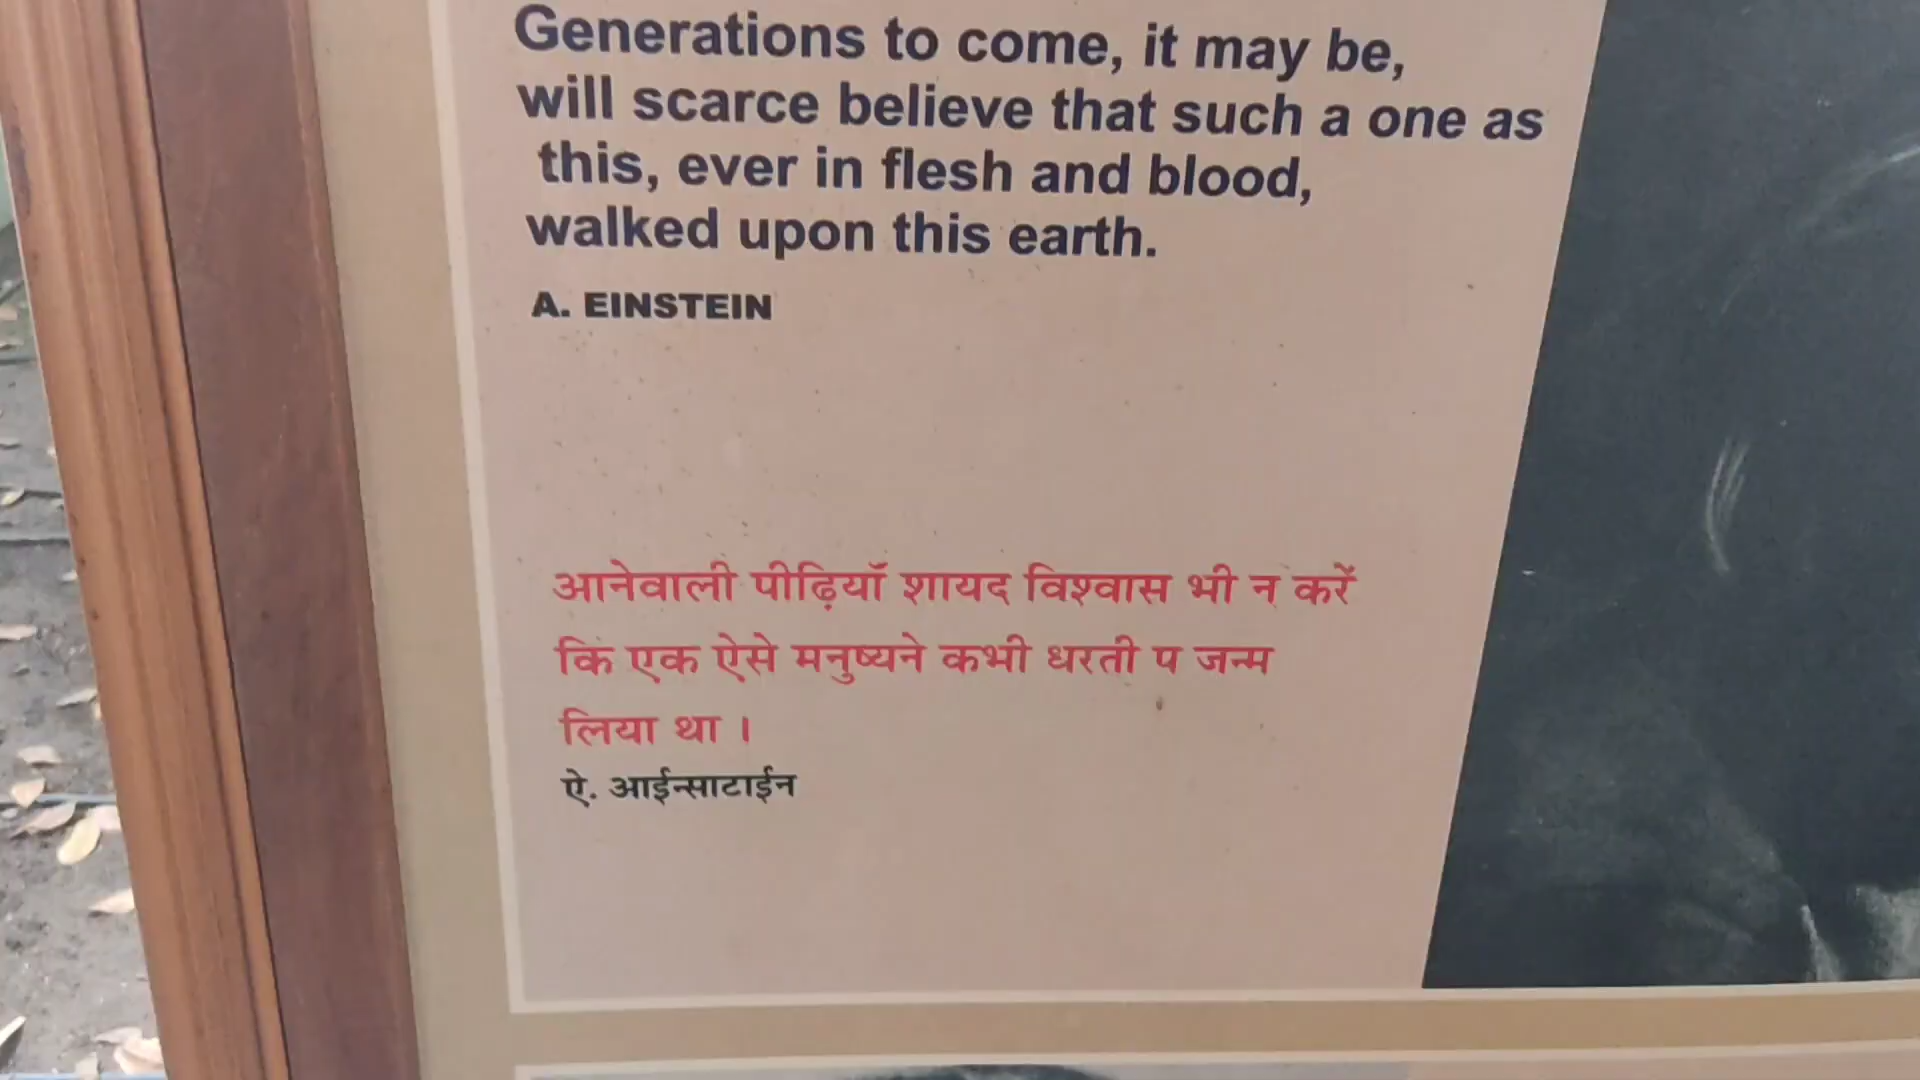 Generations to come, it may be,
will scarce believe that such a one as
this, ever in flesh and blood,
walked upon this earth.
A. EINSTEIN
आनेवाली पीढ़ियॉ शायद विश्वास भी न करें
कि एक ऐसे मनुष्यने कभी धरती प जन्म
लिया था ।
ऐ. आईन्साटाईन